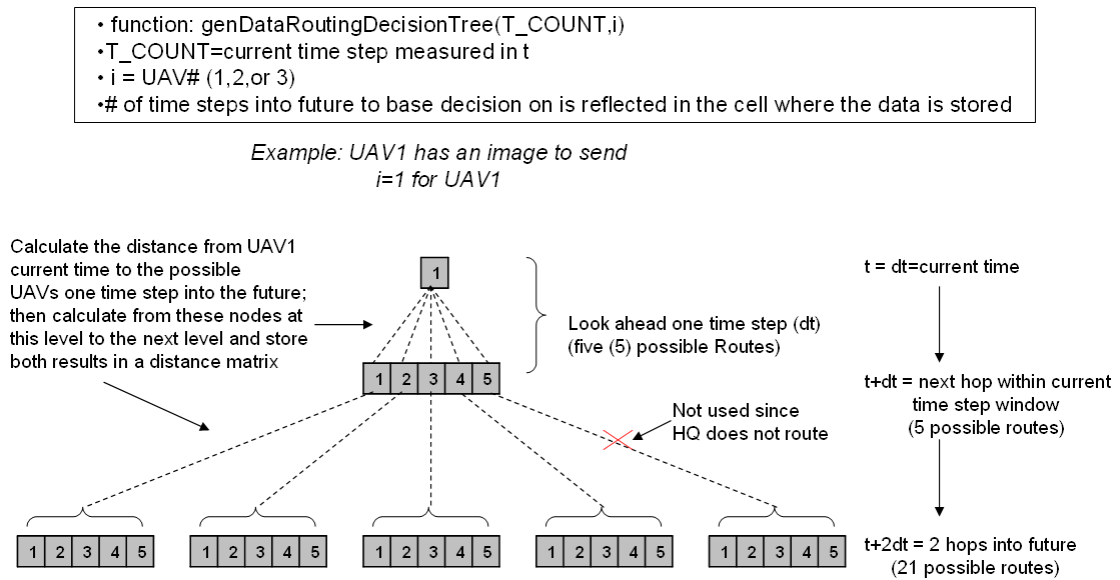 • function: genDataRoutingDecisionTree(T_COUNT,i)
•T_COUNT=current time step measured in t
• i = UAV# (1,2,or 3)
•# of time steps into future to base decision on is reflected in the cell where the data is stored
Example: UAV1 has an image to send
i=1 for UAV1
Calculate the distance from UAV1
current time to the possible
UAVs one time step into the future;
then calculate from these nodes at
this level to the next level and store
both results in a distance matrix
1
Look ahead one time step (dt)
(five (5) possible Routes)
t = dt=current time
1 2 3 4 5
t+dt = next hop within current
time step window
(5 possible routes)
Not used since
HQ does not route
1 2 3 4 5
1 2 3 4 5
1 2 3 4 5
1 2 3 4 5
1 2 3 4 5
t+2dt = 2 hops into future
(21 possible routes)